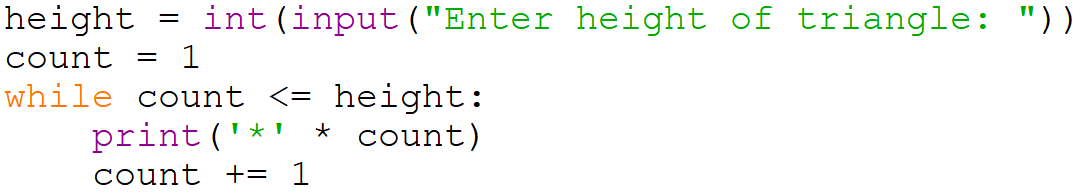 height = int(input("Enter height of triangle: "))
count = 1
while count <= height:
    print('*' * count)
    count += 1